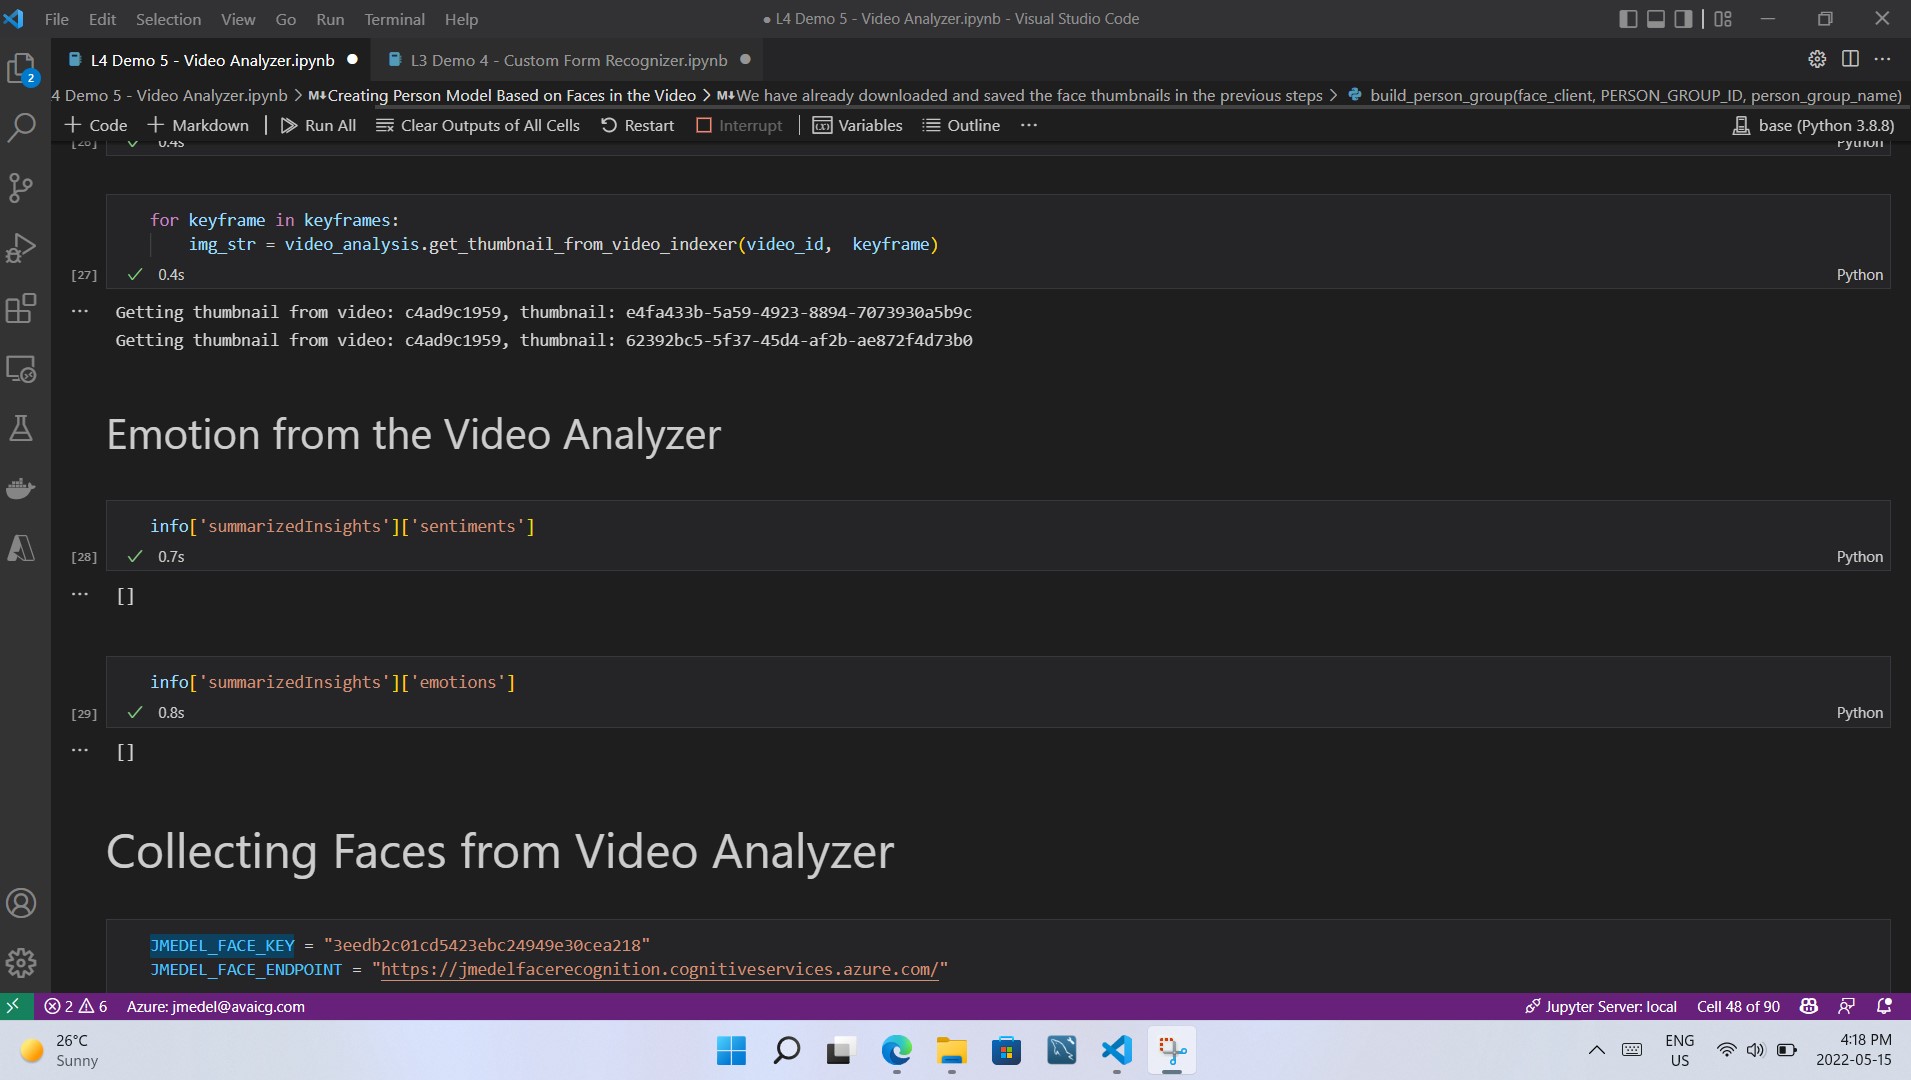 File Edit Selection View Go Run Terminal Help
● L4 Demo 5 - Video Analyzer.ipynb - Visual Studio Code
L4 Demo 5 - Video Analyzer.ipynb
L3 Demo 4 - Custom Form Recognizer.ipynb
2
4 Demo 5 - Video Analyzer.ipynb > M↓Creating Person Model Based on Faces in the Video > M↓We have already downloaded and saved the face thumbnails in the previous steps > build_person_group(face_client, PERSON_GROUP_ID, person_group_name)
+ Code + Markdown | Run All Clear Outputs of All Cells Restart Interrupt | Variables Outline ···
base (Python 3.8.8)
[26] 0.4s Python
for keyframe in keyframes:
img_str = video_analysis.get_thumbnail_from_video_indexer(video_id,  keyframe)
[27] 0.4s Python
Getting thumbnail from video: c4ad9c1959, thumbnail: e4fa433b-5a59-4923-8894-7073930a5b9c
Getting thumbnail from video: c4ad9c1959, thumbnail: 62392bc5-5f37-45d4-af2b-ae872f4d73b0
Emotion from the Video Analyzer
info['summarizedInsights']['sentiments']
[28] 0.7s Python
[]
info['summarizedInsights']['emotions']
[29] 0.8s Python
[]
Collecting Faces from Video Analyzer
JMEDEL_FACE_KEY = "3eedb2c01cd5423ebc24949e30cea218"
JMEDEL_FACE_ENDPOINT = "https://jmedelfacerecognition.cognitiveservices.azure.com/"
2 6 Azure: jmedel@avaicg.com
Jupyter Server: local Cell 48 of 90
26°C
Sunny
ENG
US
4:18 PM
2022-05-15